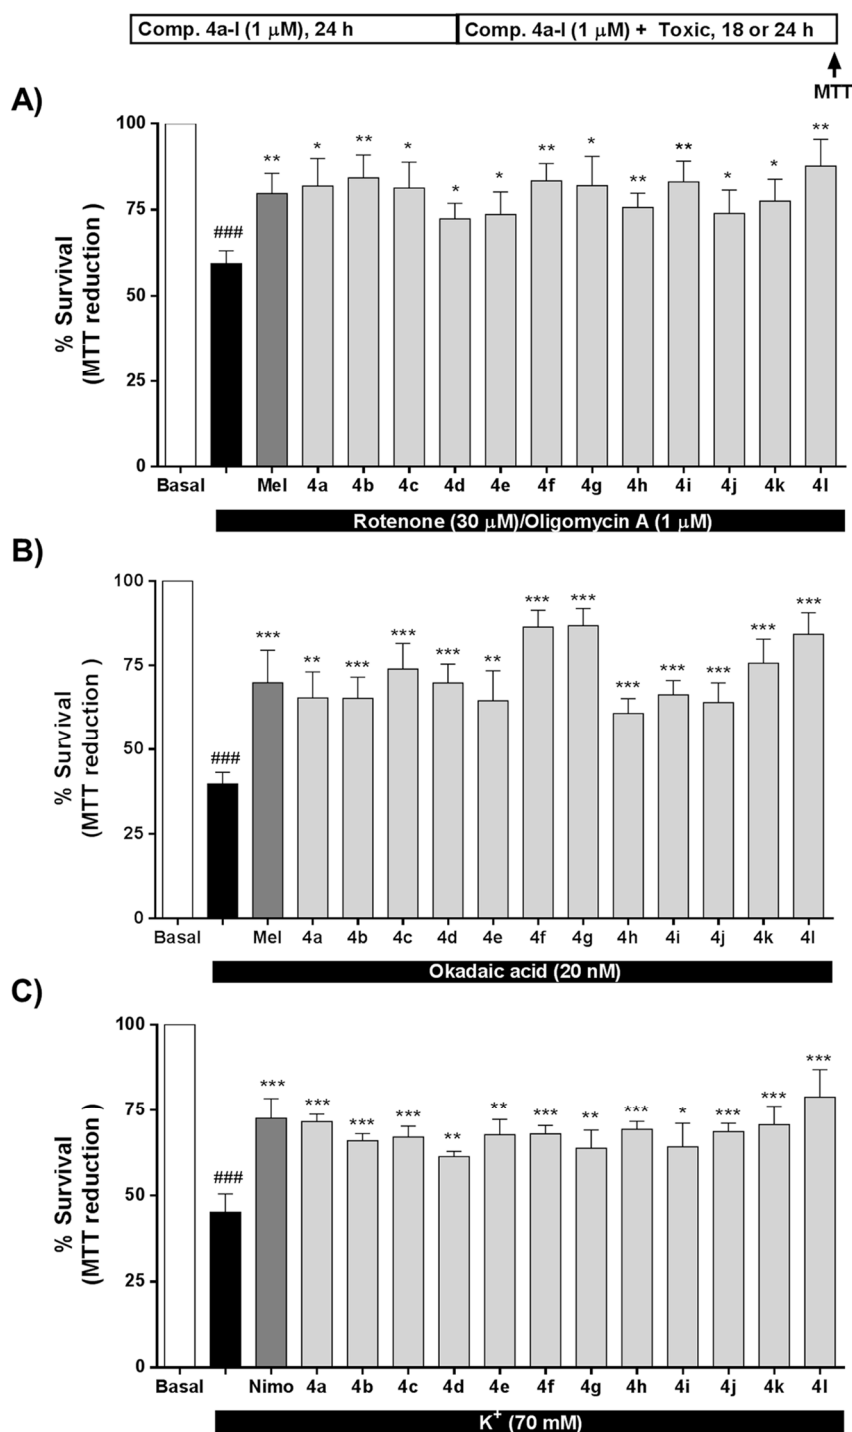 Comp. 4a-l (1 μM), 24 h
Comp. 4a-l (1 μM) + Toxic, 18 or 24 h
MTT
A)
% Survival
(MTT reduction )
100
75
50
25
0
###
** * ** * * * ** * ** ** * * **
Basal - Mel 4a 4b 4c 4d 4e 4f 4g 4h 4i 4j 4k 4l
Rotenone (30 μM)/Oligomycin A (1 μM)
B)
% Survival
(MTT reduction )
100
75
50
25
0
###
*** ** *** *** *** ** *** *** *** *** *** *** ***
Basal - Mel 4a 4b 4c 4d 4e 4f 4g 4h 4i 4j 4k 4l
Okadaic acid (20 nM)
C)
% Survival
(MTT reduction )
100
75
50
25
0
###
*** *** *** *** ** ** *** ** *** * *** *** ***
Basal - Nimo 4a 4b 4c 4d 4e 4f 4g 4h 4i 4j 4k 4l
K⁺ (70 mM)